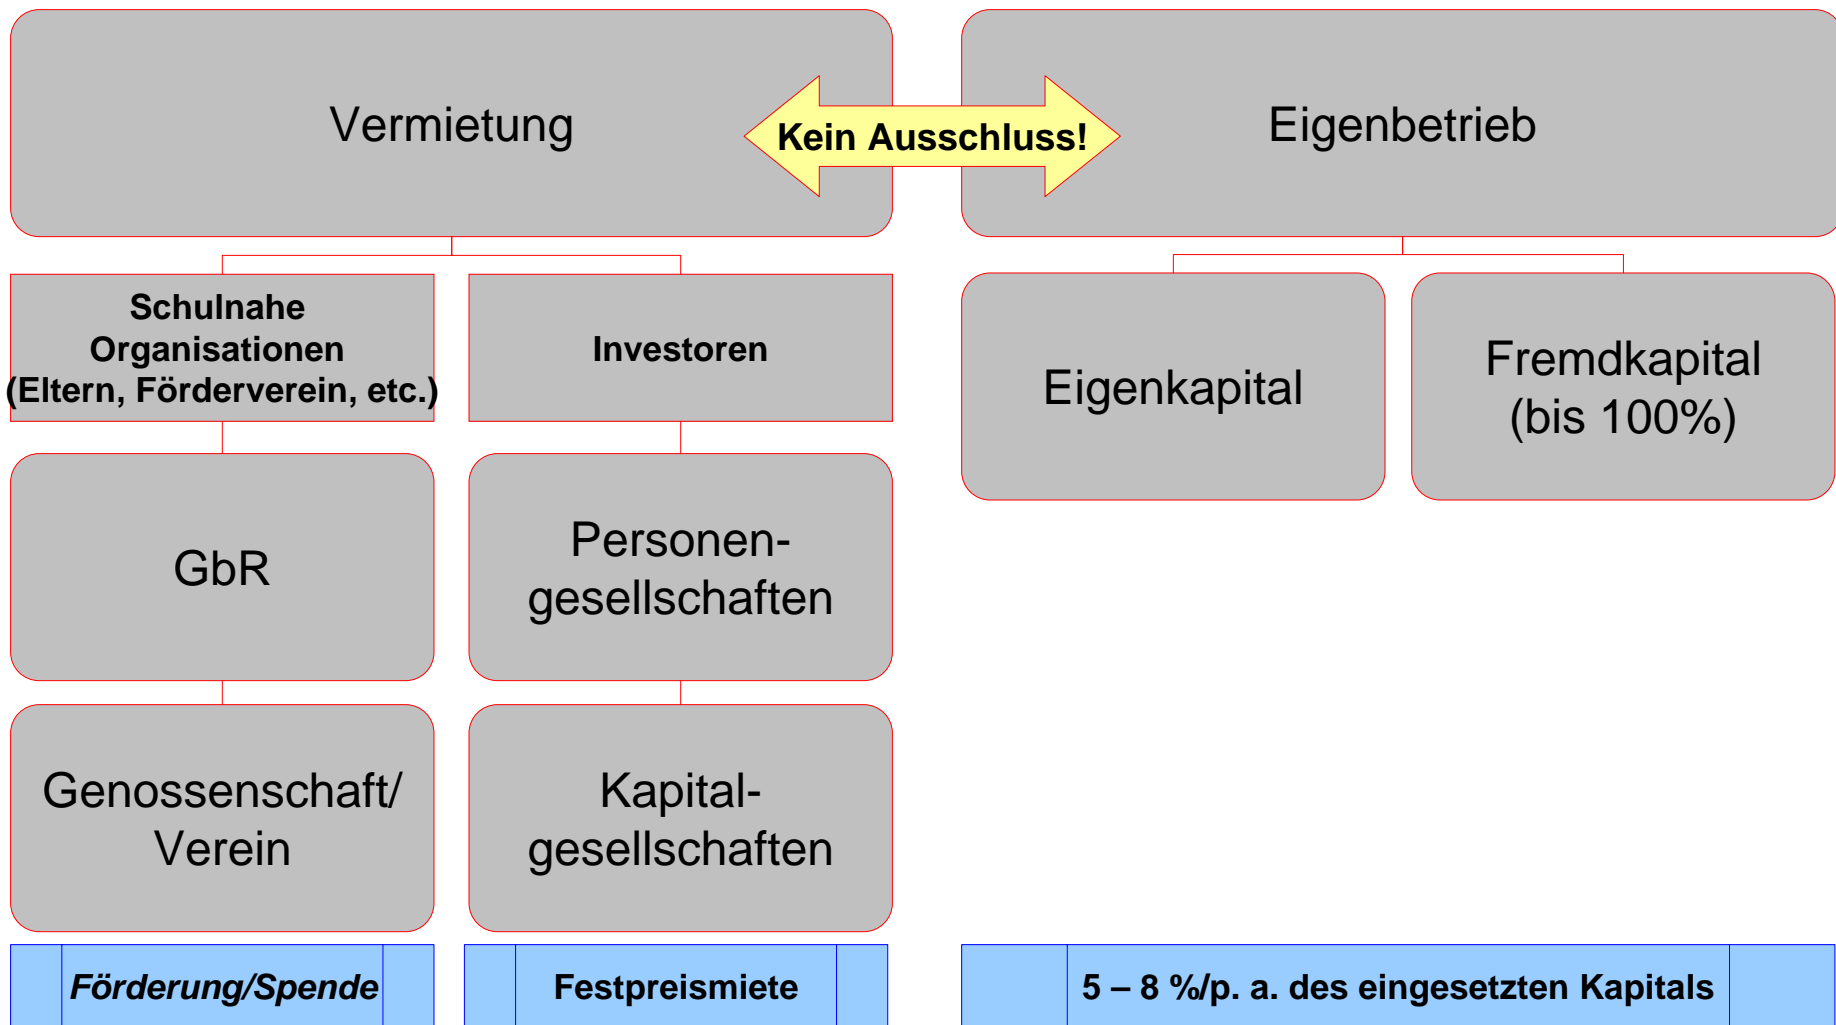 Vermietung
Kein Ausschluss!
Eigenbetrieb
Schulnahe
Organisationen
(Eltern, Förderverein, etc.)
Investoren
Eigenkapital
Fremdkapital
(bis 100%)
GbR
Personen-
gesellschaften
Genossenschaft/
Verein
Kapital-
gesellschaften
Förderung/Spende
Festpreismiete
5 – 8 %/p. a. des eingesetzten Kapitals